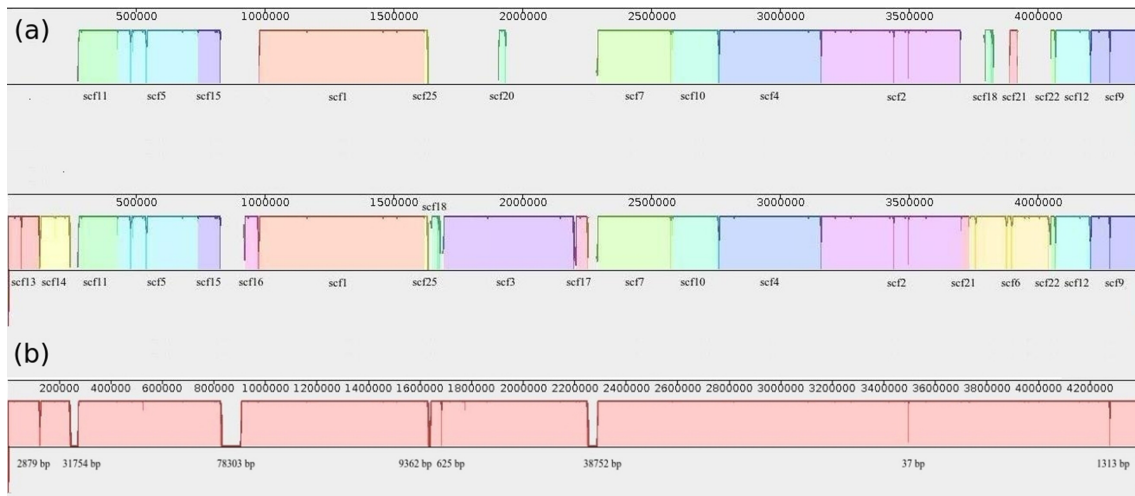 (a)
500000 1000000 1500000 2000000 2500000 3000000 3500000 4000000
scf11 scf5 scf15 scf1 scf25 scf20 scf7 scf10 scf4 scf2 scf18 scf21 scf22 scf12 scf9
500000 1000000 1500000 2000000 2500000 3000000 3500000 4000000
scf18
scf13 scf14 scf11 scf5 scf15 scf16 scf1 scf25 scf3 scf17 scf7 scf10 scf4 scf2 scf21 scf6 scf22 scf12 scf9
(b)
200000 400000 600000 800000 1000000 1200000 1400000 1600000 1800000 2000000 2200000 2400000 2600000 2800000 3000000 3200000 3400000 3600000 3800000 4000000 4200000
2879 bp 31754 bp 78303 bp 9362 bp 625 bp 38752 bp 37 bp 1313 bp